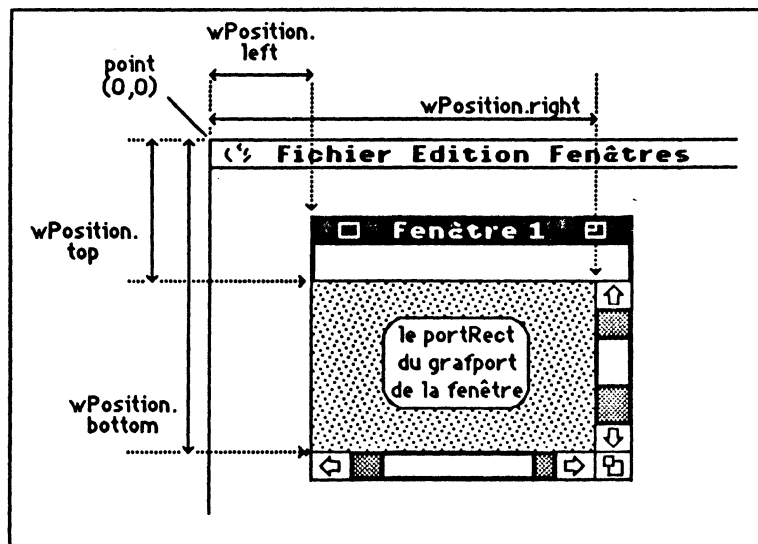 wPosition.
left
point
(0,0)
wPosition.right
Fichier Edition Fenêtres
wPosition.
top
Fenêtre 1
le portRect
du grafport
de la fenêtre
wPosition.
bottom